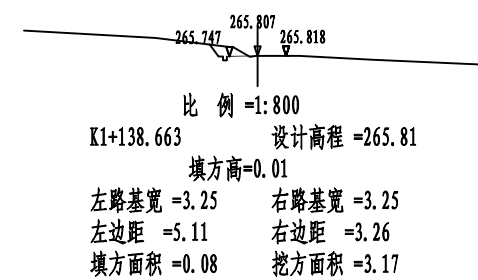 265.807
265.747 265.818
比 例 =1:800
K1+138.663 设计高程 =265.81
填方高=0.01
左路基宽 =3.25 右路基宽 =3.25
左边距 =5.11 右边距 =3.26
填方面积 =0.08 挖方面积 =3.17